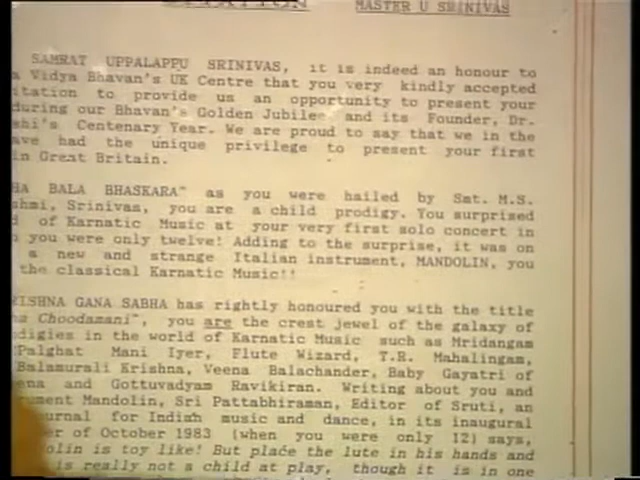 CITATION MASTER U SRINIVAS
SAMRAT UPPALAPPU SRINIVAS, it is indeed an honour to
a Vidya Bhavan's UK Centre that you very kindly accepted
itation to provide us an opportunity to present your
during our Bhavan's Golden Jubilee and its Founder, Dr.
shi's Centenary Year. We are proud to say that we in the
ave had the unique privilege to present your first
in Great Britain.
HA BALA BHASKARA" as you were hailed by Smt. M.S.
shmi, Srinivas, you are a child prodigy. You surprised
d of Karnatic Music at your very first solo concert in
you were only twelve! Adding to the surprise, it was on
a new and strange Italian instrument, MANDOLIN, you
the classical Karnatic Music!!
RISHNA GANA SABHA has rightly honoured you with the title
na Choodamani", you are the crest jewel of the galaxy of
digies in the world of Karnatic Music such as Mridangam
Palghat Mani Iyer, Flute Wizard, T.R. Mahalingam,
Balamurali Krishna, Veena Balachander, Baby Gayatri of
ena and Gottuvadyam Ravikiran. Writing about you and
ument Mandolin, Sri Pattabhiraman, Editor of Sruti, an
ournal for Indian music and dance, in its inaugural
er of October 1983 (when you were only 12) says,
olin is toy like! But place the lute in his hands and
is really not a child at play, though it is in one